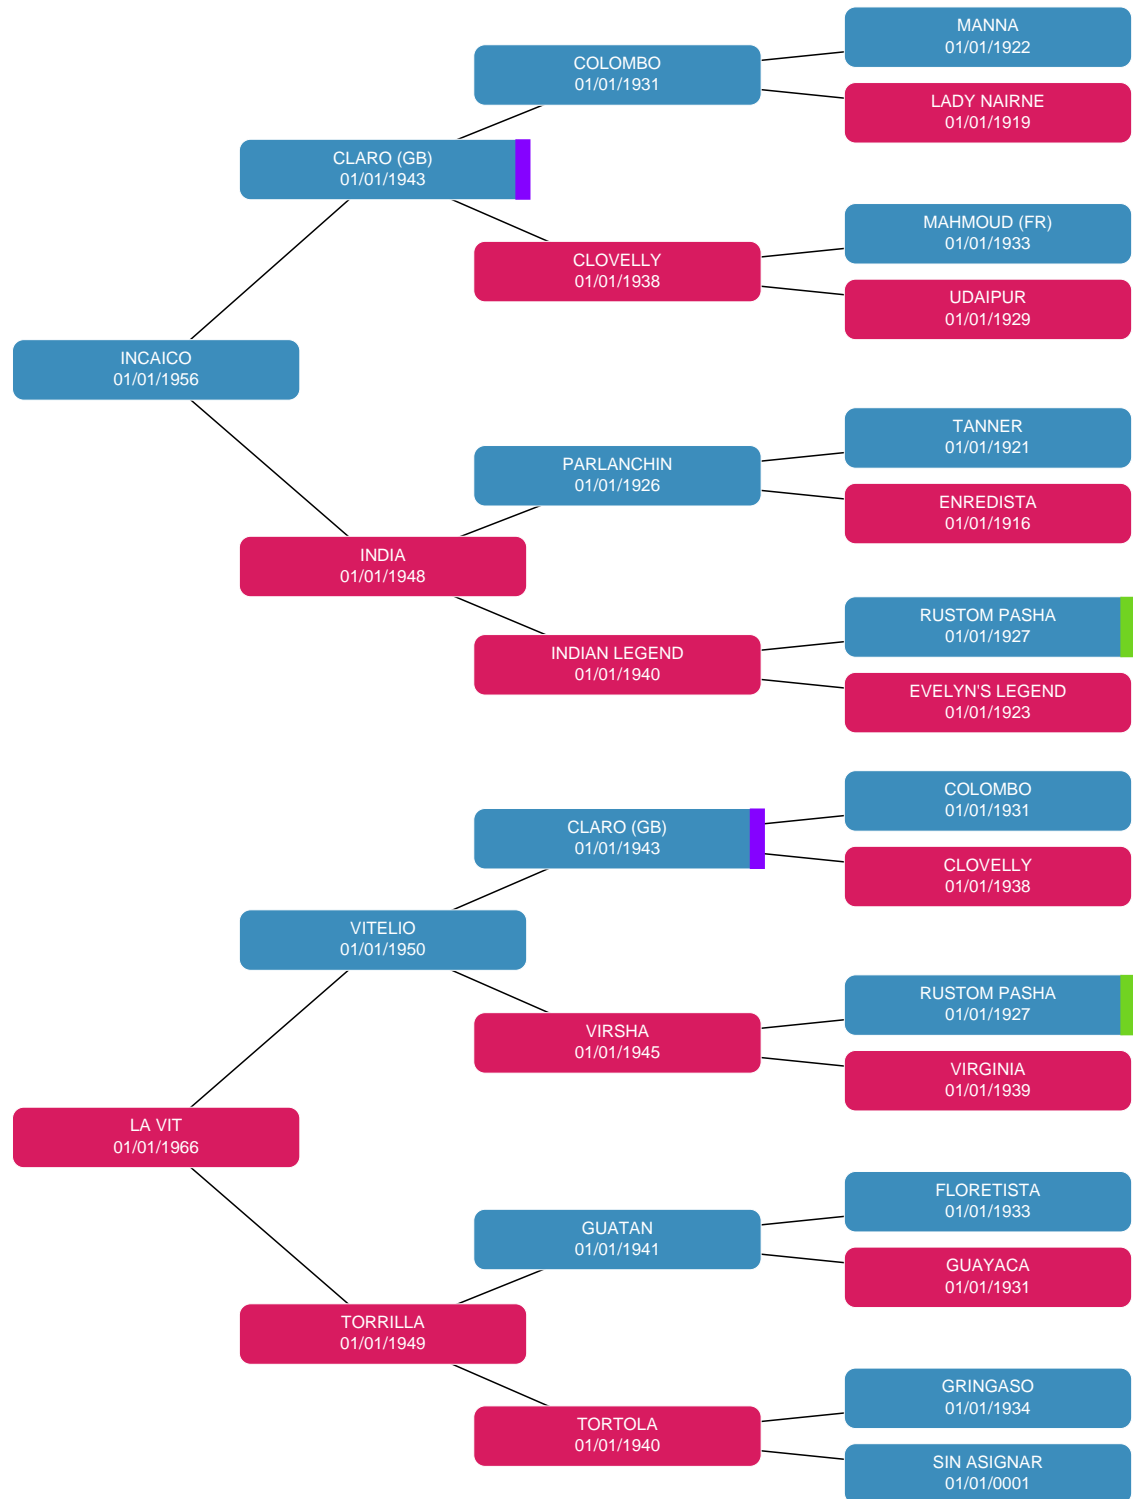 MANNA
01/01/1922
COLOMBO
01/01/1931
LADY NAIRNE
01/01/1919
CLARO (GB)
01/01/1943
MAHMOUD (FR)
01/01/1933
CLOVELLY
01/01/1938
UDAIPUR
01/01/1929
INCAICO
01/01/1956
TANNER
01/01/1921
PARLANCHIN
01/01/1926
ENREDISTA
01/01/1916
INDIA
01/01/1948
RUSTOM PASHA
01/01/1927
INDIAN LEGEND
01/01/1940
EVELYN'S LEGEND
01/01/1923
COLOMBO
01/01/1931
CLARO (GB)
01/01/1943
CLOVELLY
01/01/1938
VITELIO
01/01/1950
RUSTOM PASHA
01/01/1927
VIRSHA
01/01/1945
VIRGINIA
01/01/1939
LA VIT
01/01/1966
FLORETISTA
01/01/1933
GUATAN
01/01/1941
GUAYACA
01/01/1931
TORRILLA
01/01/1949
GRINGASO
01/01/1934
TORTOLA
01/01/1940
SIN ASIGNAR
01/01/0001